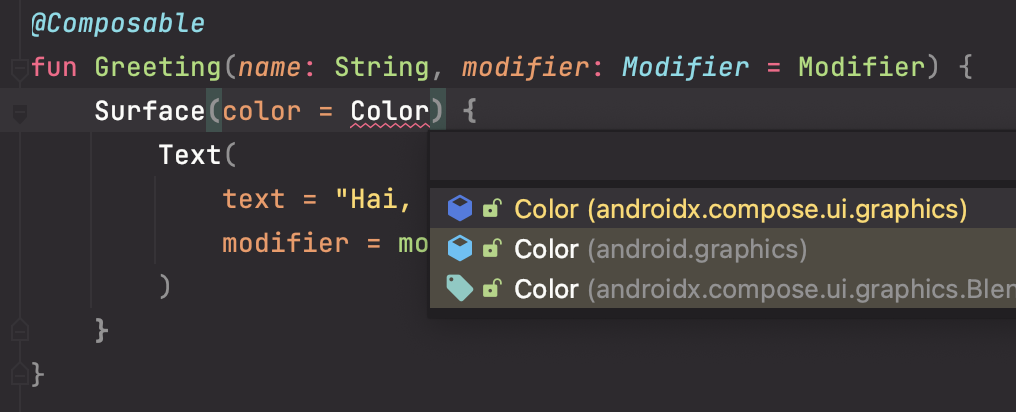 @Composable
fun Greeting(name: String, modifier: Modifier = Modifier) {
Surface(color = Color) {
Text(
text = "Hai,
modifier = mo
)
}
}
Color (androidx.compose.ui.graphics)
Color (android.graphics)
Color (androidx.compose.ui.graphics.Blen